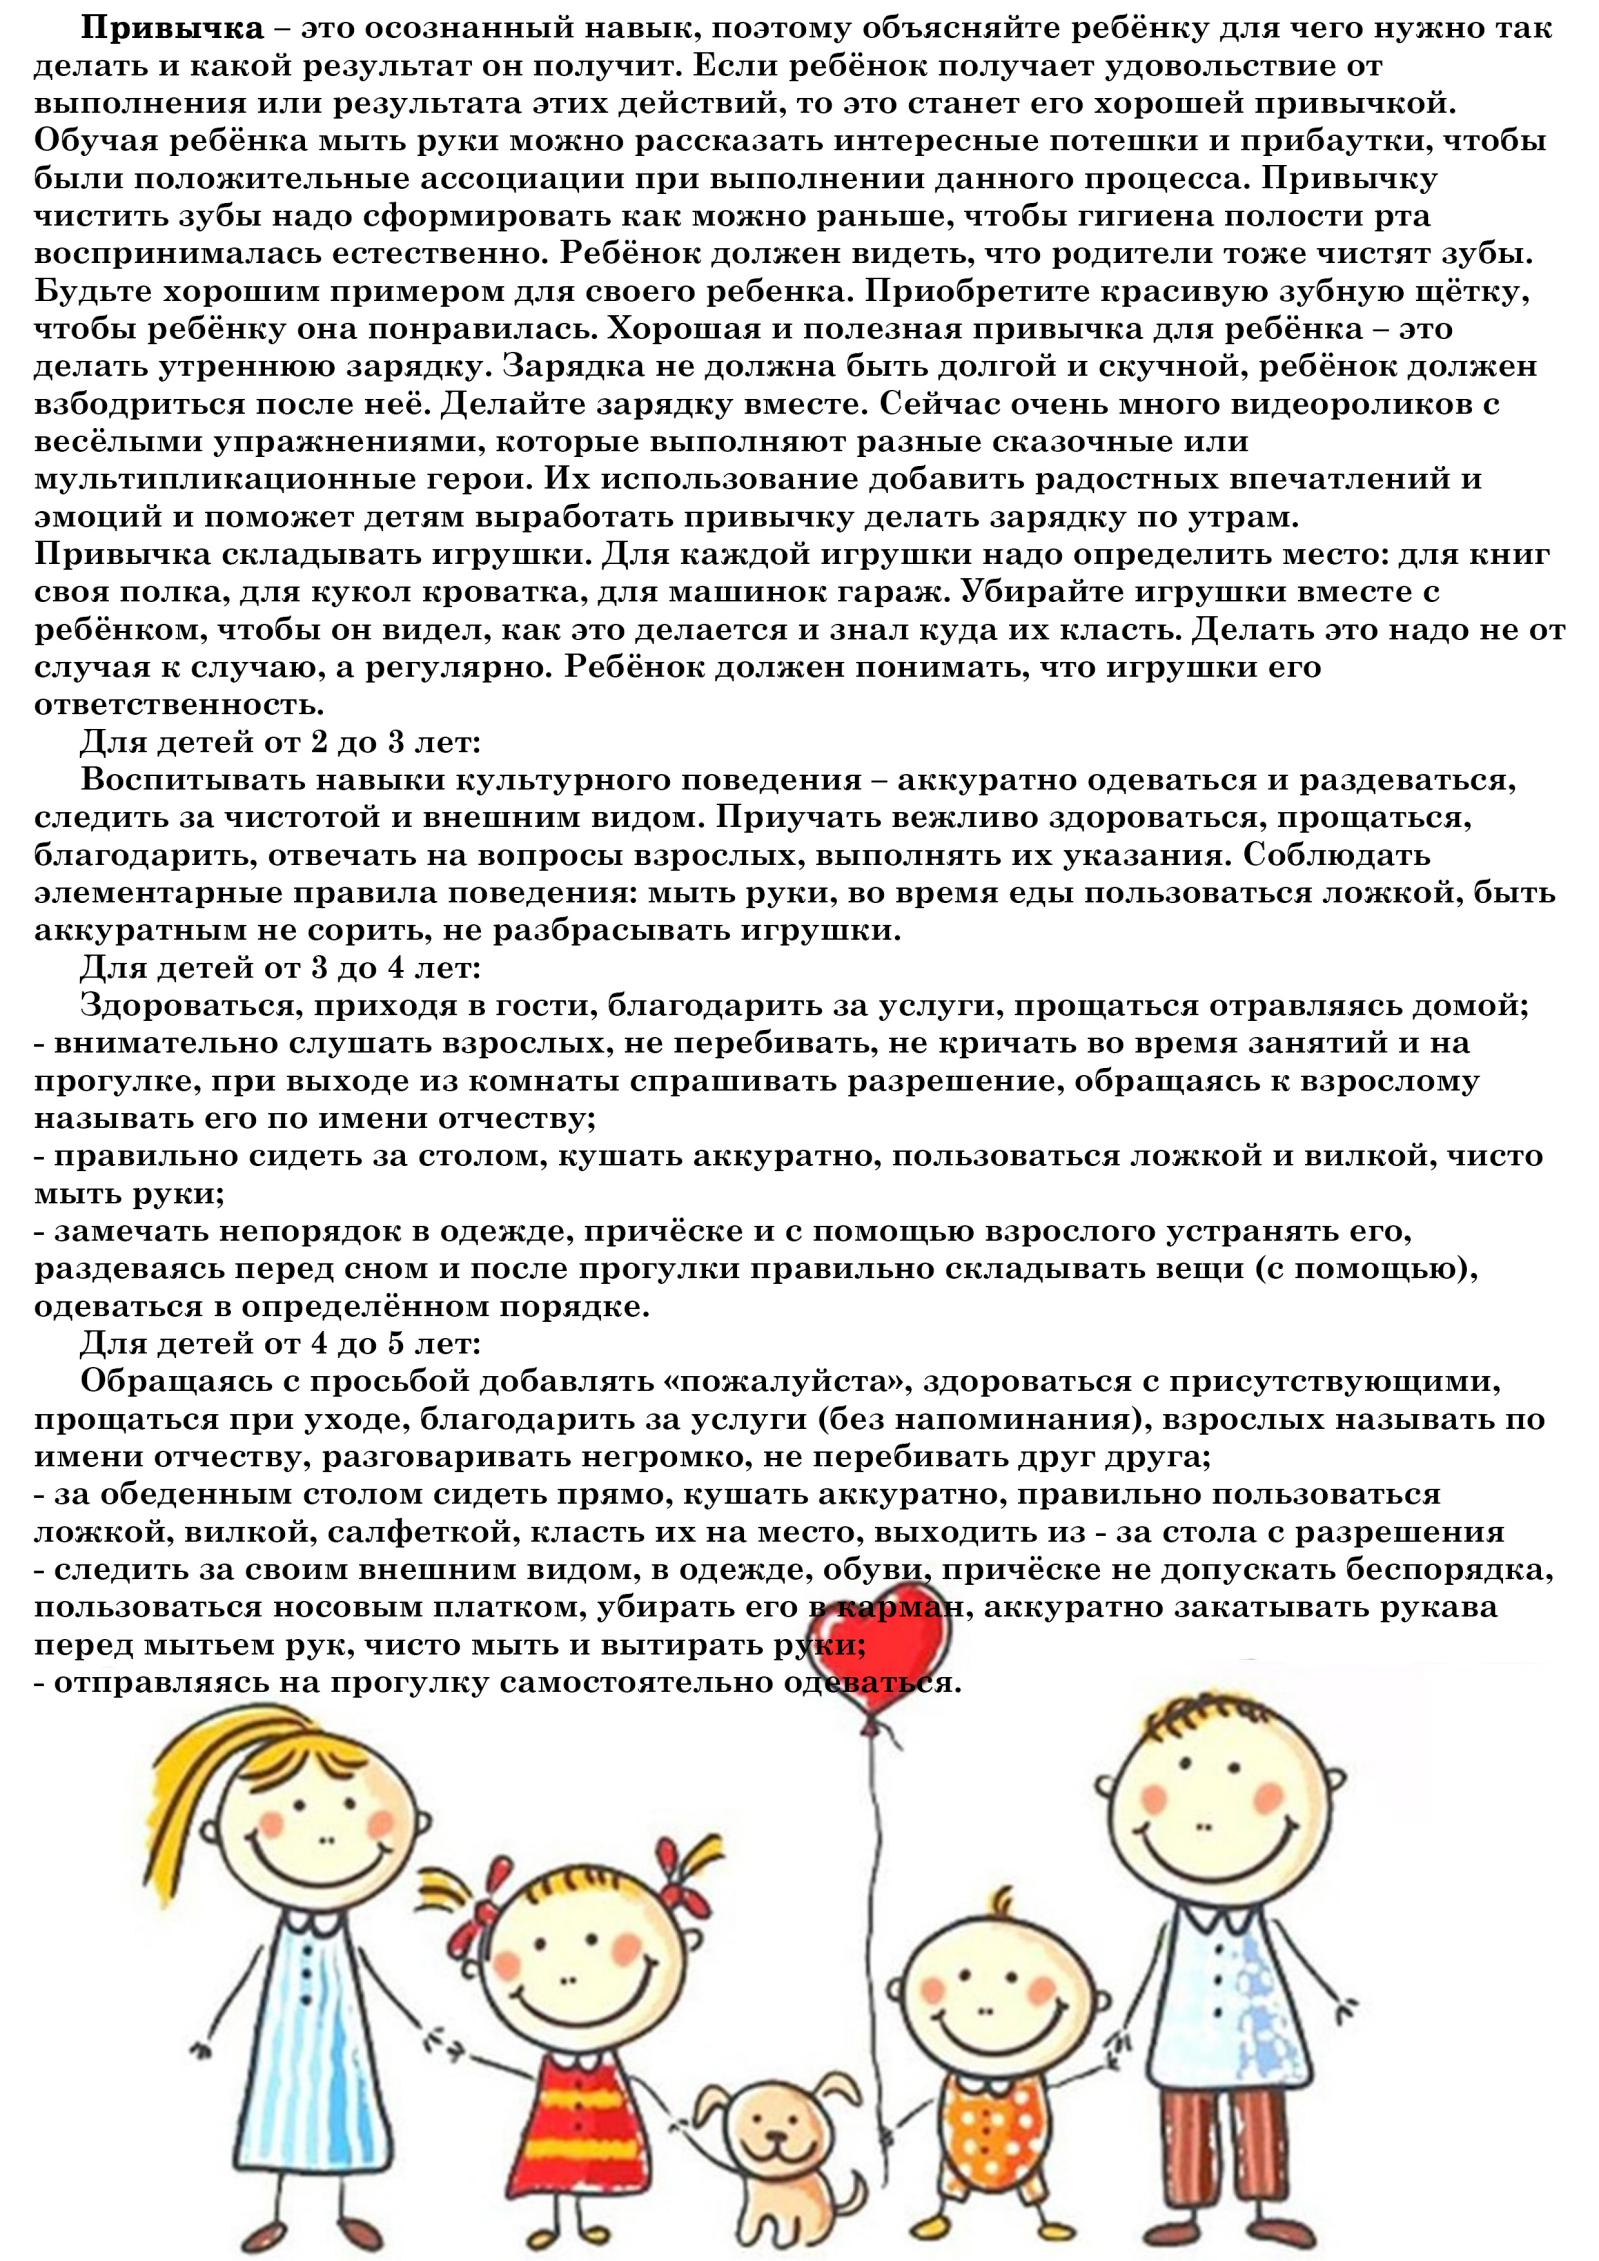 Привычка – это осознанный навык, поэтому объясняйте ребёнку для чего нужно так
делать и какой результат он получит. Если ребёнок получает удовольствие от
выполнения или результата этих действий, то это станет его хорошей привычкой.
Обучая ребёнка мыть руки можно рассказать интересные потешки и прибаутки, чтобы
были положительные ассоциации при выполнении данного процесса. Привычку
чистить зубы надо сформировать как можно раньше, чтобы гигиена полости рта
воспринималась естественно. Ребёнок должен видеть, что родители тоже чистят зубы.
Будьте хорошим примером для своего ребенка. Приобретите красивую зубную щётку,
чтобы ребёнку она понравилась. Хорошая и полезная привычка для ребёнка – это
делать утреннюю зарядку. Зарядка не должна быть долгой и скучной, ребёнок должен
взбодриться после неё. Делайте зарядку вместе. Сейчас очень много видеороликов с
весёлыми упражнениями, которые выполняют разные сказочные или
мультипликационные герои. Их использование добавить радостных впечатлений и
эмоций и поможет детям выработать привычку делать зарядку по утрам.
Привычка складывать игрушки. Для каждой игрушки надо определить место: для книг
своя полка, для кукол кроватка, для машинок гараж. Убирайте игрушки вместе с
ребёнком, чтобы он видел, как это делается и знал куда их класть. Делать это надо не от
случая к случаю, а регулярно. Ребёнок должен понимать, что игрушки его
ответственность.
Для детей от 2 до 3 лет:
Воспитывать навыки культурного поведения – аккуратно одеваться и раздеваться,
следить за чистотой и внешним видом. Приучать вежливо здороваться, прощаться,
благодарить, отвечать на вопросы взрослых, выполнять их указания. Соблюдать
элементарные правила поведения: мыть руки, во время еды пользоваться ложкой, быть
аккуратным не сорить, не разбрасывать игрушки.
Для детей от 3 до 4 лет:
Здороваться, приходя в гости, благодарить за услуги, прощаться отравляясь домой;
- внимательно слушать взрослых, не перебивать, не кричать во время занятий и на
прогулке, при выходе из комнаты спрашивать разрешение, обращаясь к взрослому
называть его по имени отчеству;
- правильно сидеть за столом, кушать аккуратно, пользоваться ложкой и вилкой, чисто
мыть руки;
- замечать непорядок в одежде, причёске и с помощью взрослого устранять его,
раздеваясь перед сном и после прогулки правильно складывать вещи (с помощью),
одеваться в определённом порядке.
Для детей от 4 до 5 лет:
Обращаясь с просьбой добавлять «пожалуйста», здороваться с присутствующими,
прощаться при уходе, благодарить за услуги (без напоминания), взрослых называть по
имени отчеству, разговаривать негромко, не перебивать друг друга;
- за обеденным столом сидеть прямо, кушать аккуратно, правильно пользоваться
ложкой, вилкой, салфеткой, класть их на место, выходить из - за стола с разрешения
- следить за своим внешним видом, в одежде, обуви, причёске не допускать беспорядка,
пользоваться носовым платком, убирать его в карман, аккуратно закатывать рукава
перед мытьем рук, чисто мыть и вытирать руки;
- отправляясь на прогулку самостоятельно одеваться.